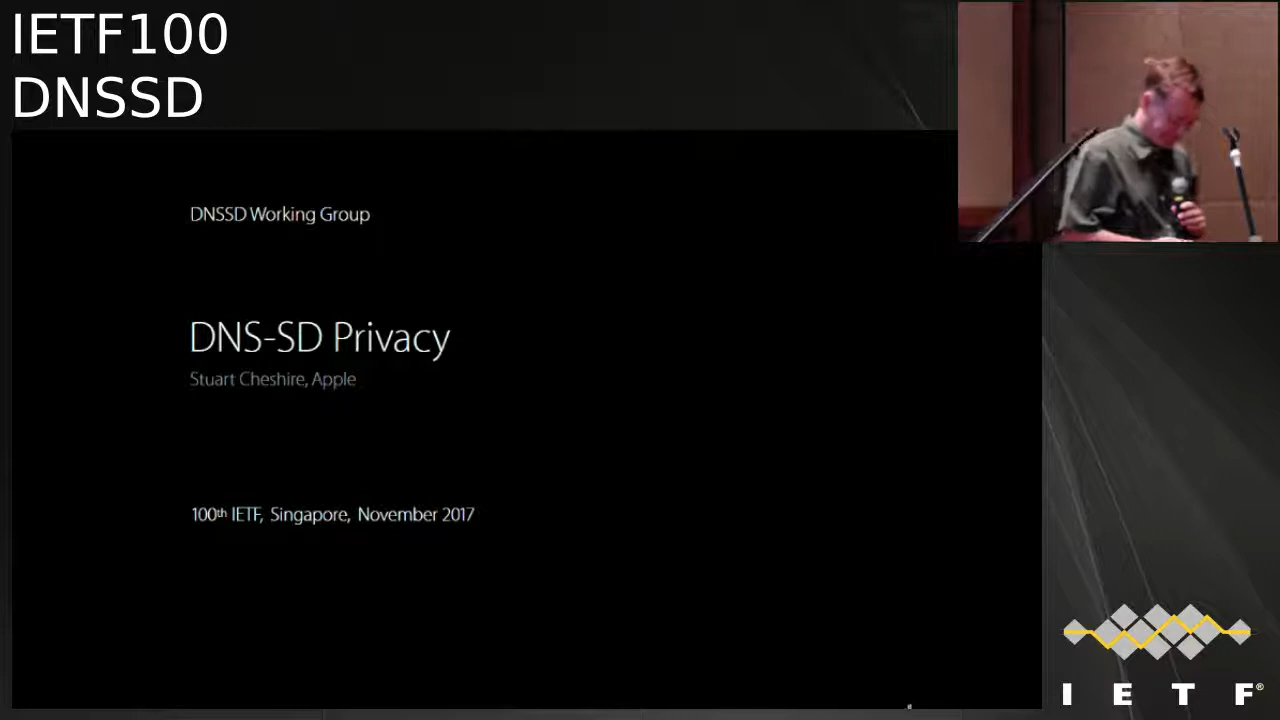 IETF100
DNSSD
DNSSD Working Group
DNS-SD Privacy
Stuart Cheshire, Apple
100th IETF, Singapore, November 2017
I E T F®